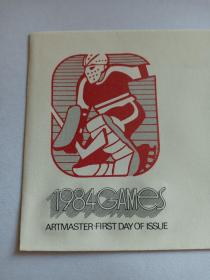 1984 GAMES
ARTMASTER·FIRST DAY OF ISSUE